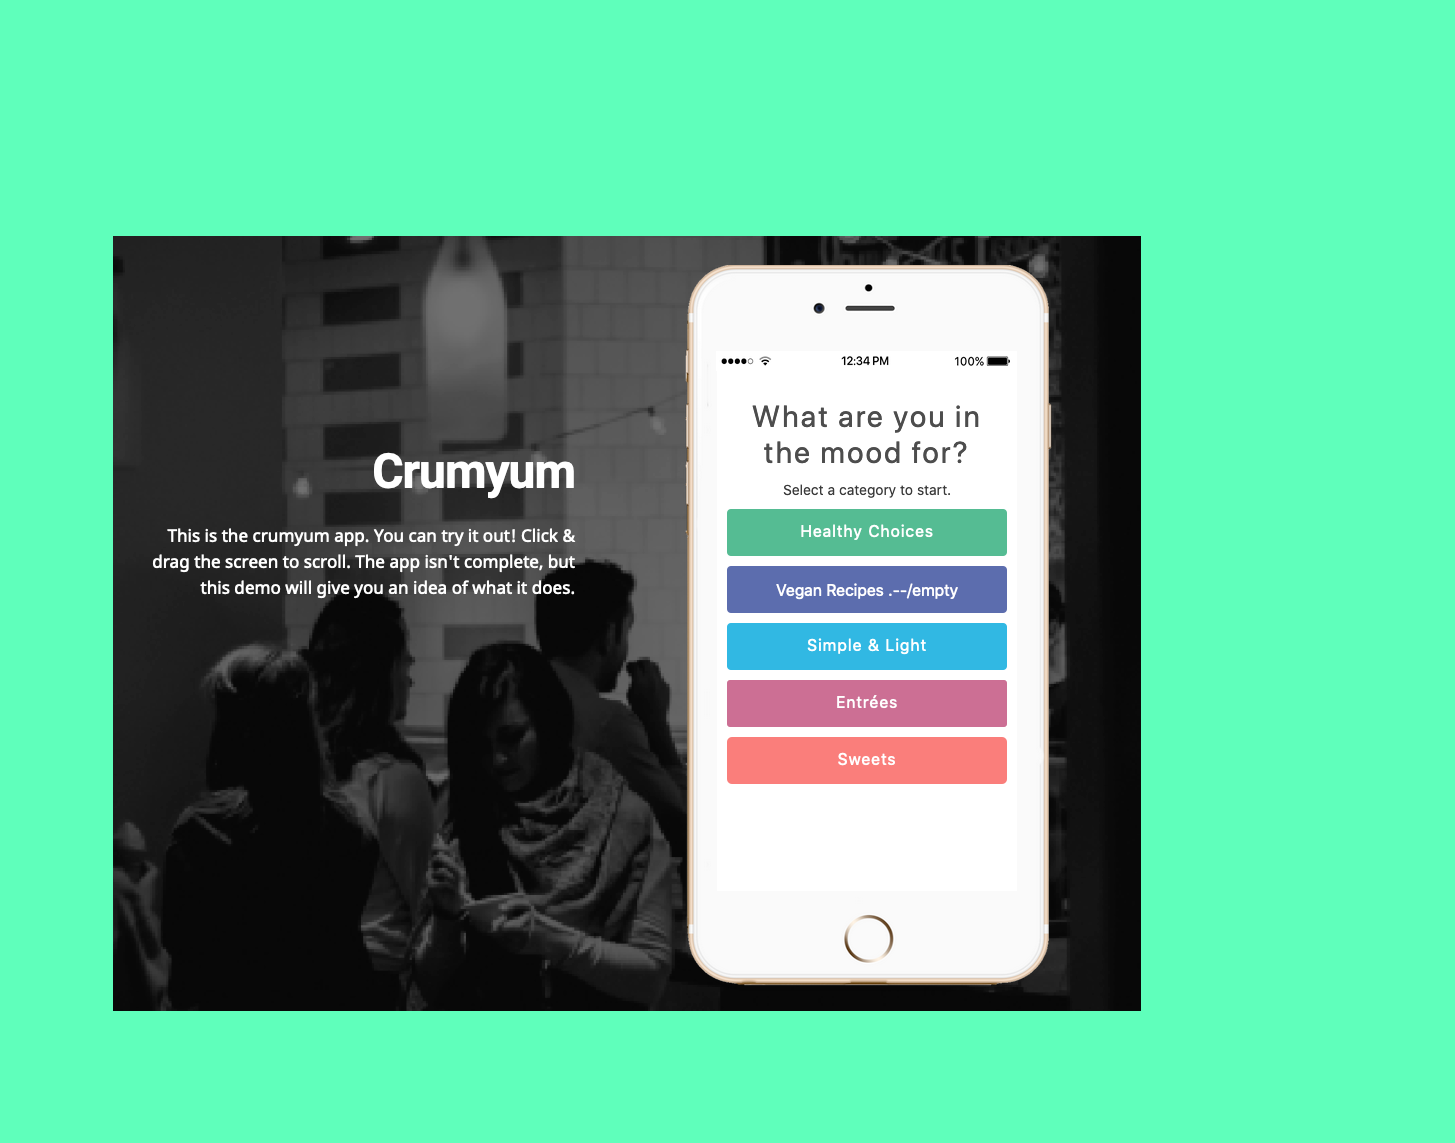 Crumyum
This is the crumyum app. You can try it out! Click &
drag the screen to scroll. The app isn't complete, but
this demo will give you an idea of what it does.
12:34 PM
100%
What are you in
the mood for?
Select a category to start.
Healthy Choices
Vegan Recipes .--/empty
Simple & Light
Entrées
Sweets